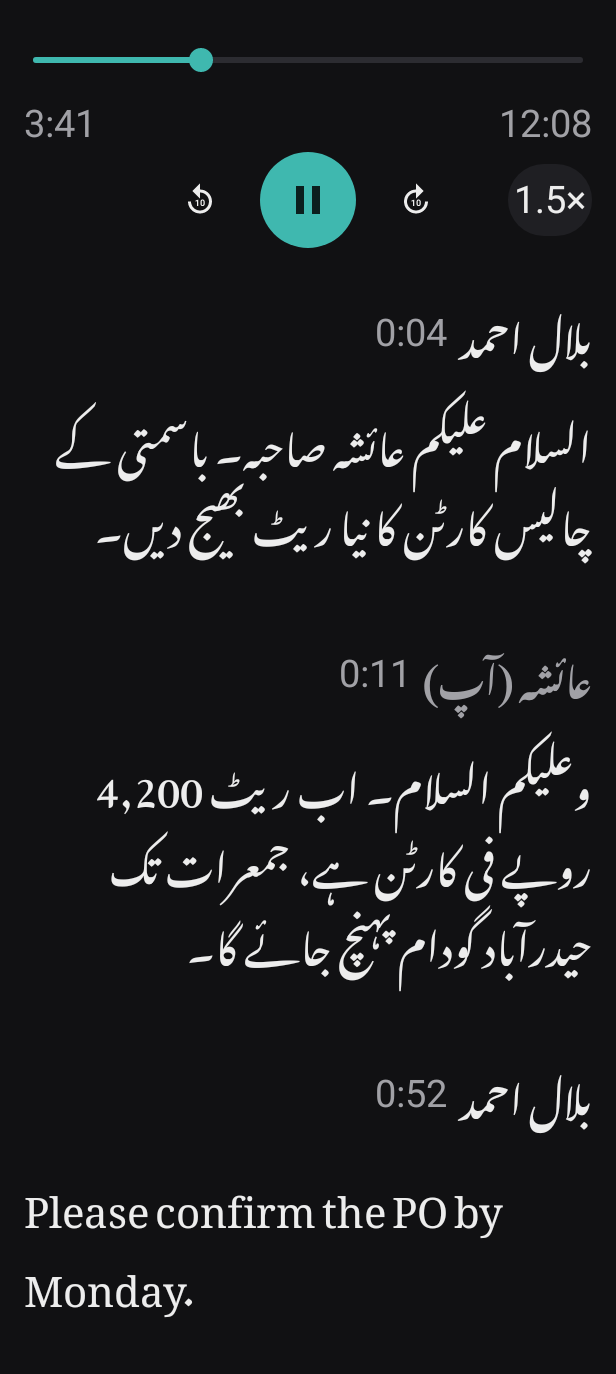 3:41 12:08
10 10 1.5×
بلال احمد 0:04
السلام علیکم عائشہ صاحبہ۔ باسمتی کے
چالیس کارٹن کا نیا ریٹ بھیج دیں۔
عائشہ (آپ) 0:11
وعلیکم السلام۔ اب ریٹ 4,200
روپے فی کارٹن ہے، جمعرات تک
حیدرآباد گودام پہنچ جائے گا۔
بلال احمد 0:52
Please confirm the PO by
Monday.